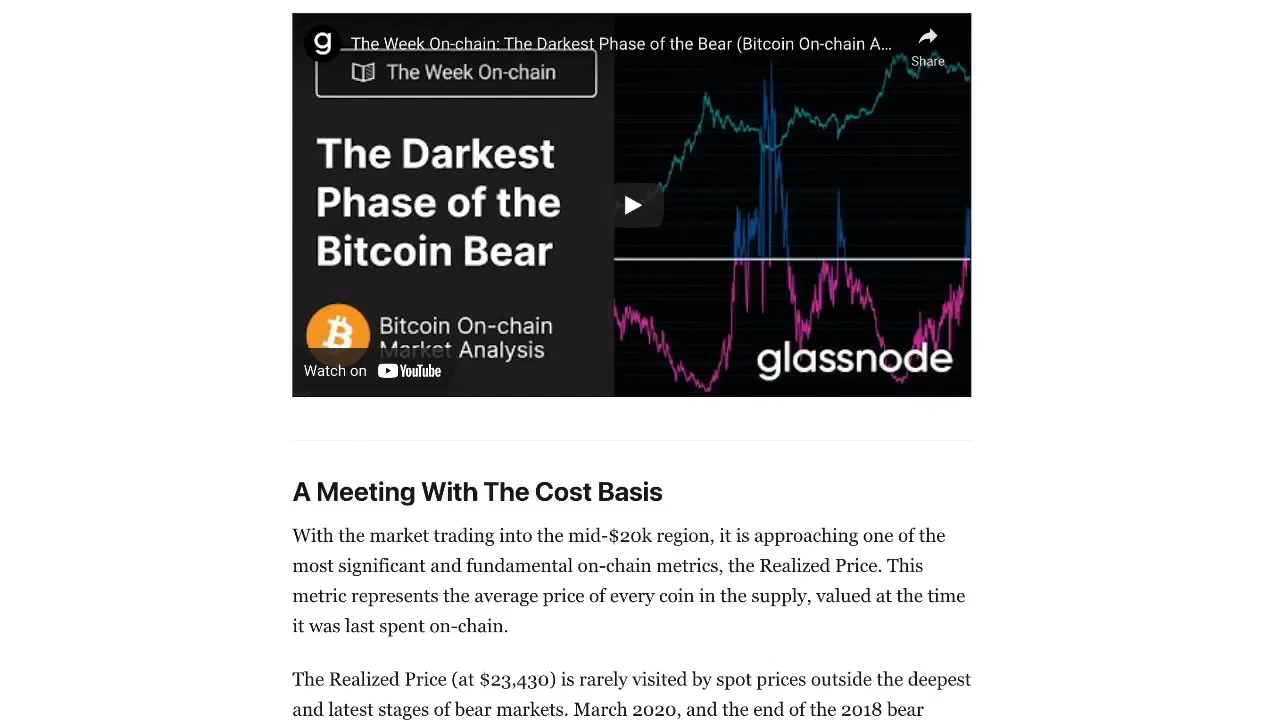 g
The Week On-chain: The Darkest Phase of the Bear (Bitcoin On-chain A...
Share
The Week On-chain
The Darkest
Phase of the
Bitcoin Bear
Bitcoin On-chain
Market Analysis
glassnode
Watch on YouTube
A Meeting With The Cost Basis
With the market trading into the mid-$20k region, it is approaching one of the
most significant and fundamental on-chain metrics, the Realized Price. This
metric represents the average price of every coin in the supply, valued at the time
it was last spent on-chain.
The Realized Price (at $23,430) is rarely visited by spot prices outside the deepest
and latest stages of bear markets. March 2020, and the end of the 2018 bear